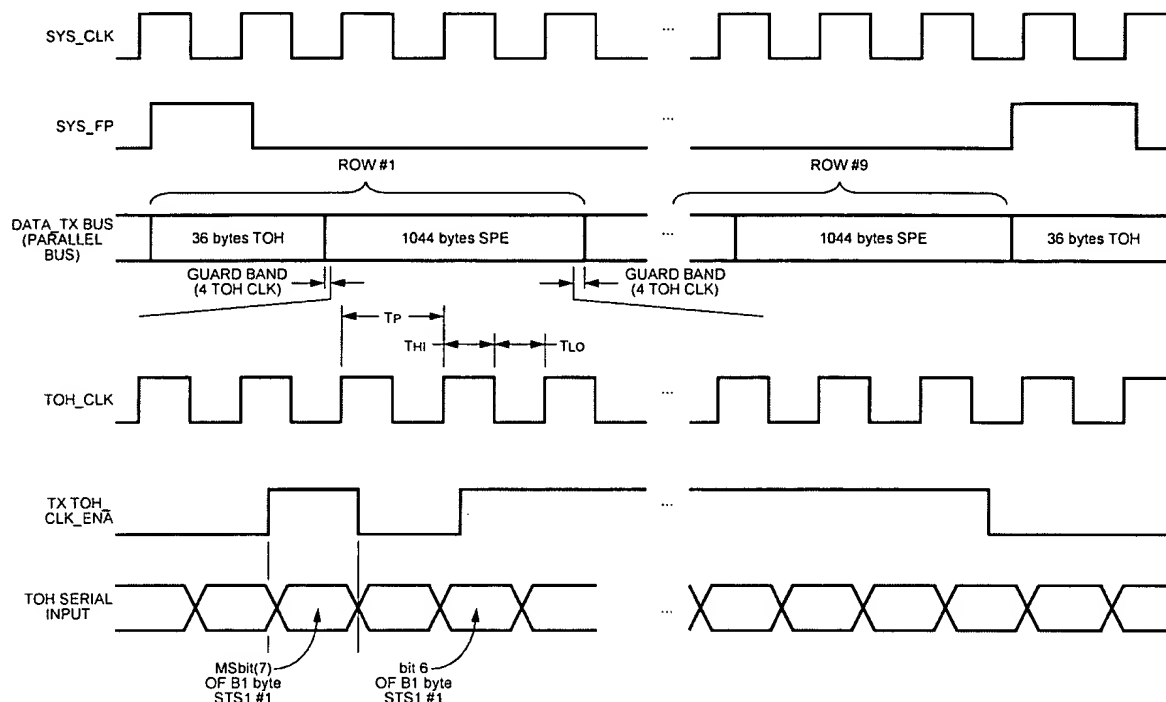 SYS_CLK
...
SYS_FP
...
ROW #1
ROW #9
DATA_TX BUS
(PARALLEL
BUS)
36 bytes TOH
1044 bytes SPE
...
1044 bytes SPE
36 bytes TOH
GUARD BAND
(4 TOH CLK)
GUARD BAND
(4 TOH CLK)
TP
THI
TLO
TOH_CLK
...
TX TOH_
CLK_ENA
...
TOH SERIAL
INPUT
...
MSbit(7)
OF B1 byte
STS1 #1
bit 6
OF B1 byte
STS1 #1